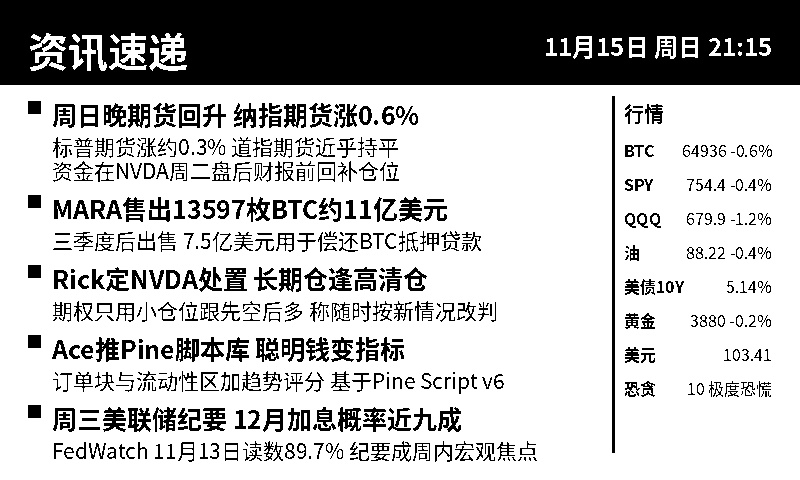 资讯速递
11月15日 周日 21:15
周日晚期货回升 纳指期货涨0.6%
标普期货涨约0.3% 道指期货近乎持平
资金在NVDA周二盘后财报前回补仓位
MARA售出13597枚BTC约11亿美元
三季度后出售 7.5亿美元用于偿还BTC抵押贷款
Rick定NVDA处置 长期仓逢高清仓
期权只用小仓位跟先空后多 称随时按新情况改判
Ace推Pine脚本库 聪明钱变指标
订单块与流动性区加趋势评分 基于Pine Script v6
周三美联储纪要 12月加息概率近九成
FedWatch 11月13日读数89.7% 纪要成周内宏观焦点
行情
BTC 64936 -0.6%
SPY 754.4 -0.4%
QQQ 679.9 -1.2%
油 88.22 -0.4%
美债10Y 5.14%
黄金 3880 -0.2%
美元 103.41
恐贪 10 极度恐慌